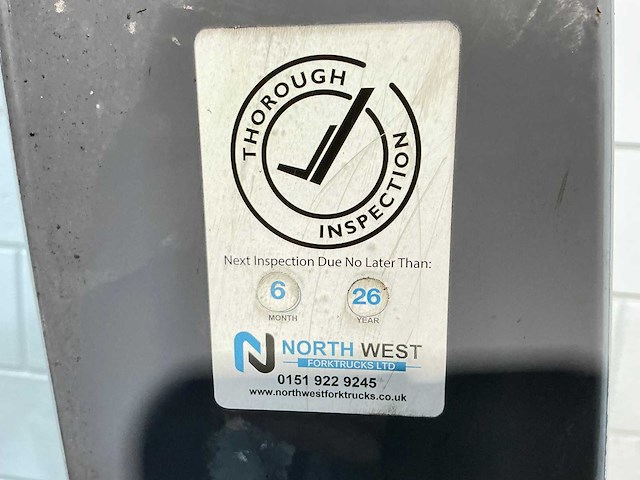 THOROUGH
INSPECTION
Next Inspection Due No Later Than:
6 26
MONTH YEAR
NORTH WEST
FORKTRUCKS LTD
0151 922 9245
www.northwestforktrucks.co.uk